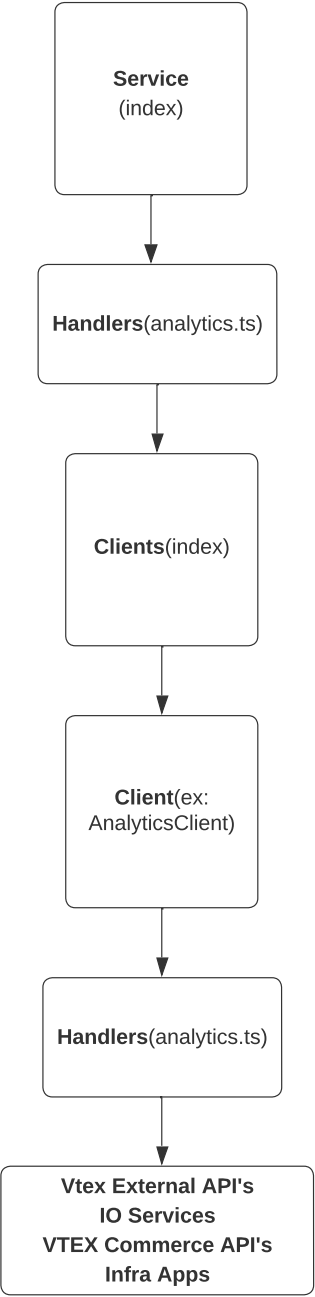 Service
(index)
Handlers(analytics.ts)
Clients(index)
Client(ex:
AnalyticsClient)
Handlers(analytics.ts)
Vtex External API's
IO Services
VTEX Commerce API's
Infra Apps